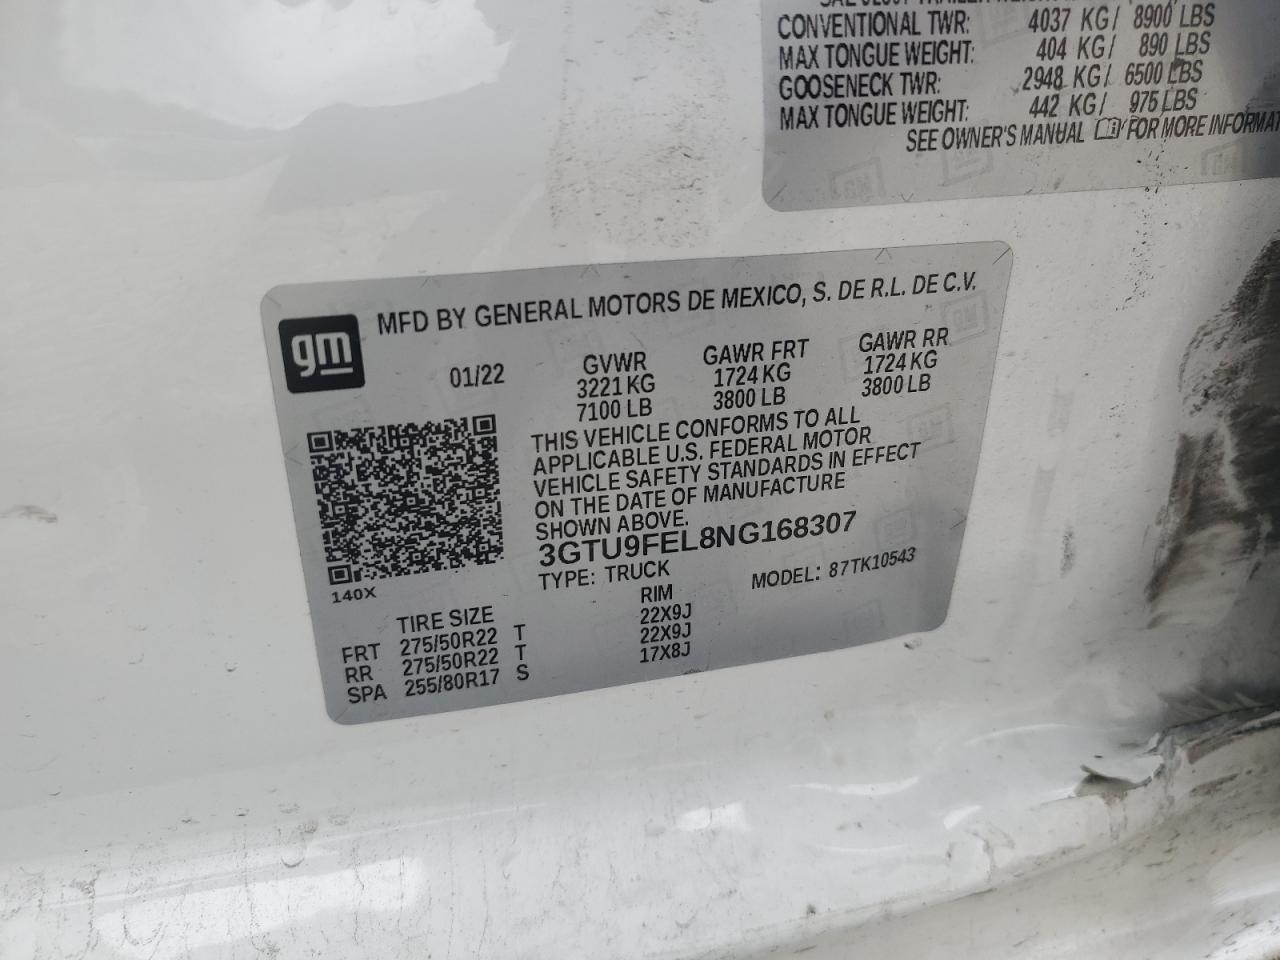 CONVENTIONAL TWR: 4037 KG/ 8900 LBS
MAX TONGUE WEIGHT: 404 KG/ 890 LBS
GOOSENECK TWR: 2948 KG/ 6500 LBS
MAX TONGUE WEIGHT: 442 KG/ 975 LBS
SEE OWNER'S MANUAL FOR MORE
gm
MFD BY GENERAL MOTORS DE MEXICO, S. DE R.L. DE C.V.
01/22 GVWR GAWR FRT GAWR RR
3221 KG 1724 KG 1724 KG
7100 LB 3800 LB 3800 LB
THIS VEHICLE CONFORMS TO ALL
APPLICABLE U.S. FEDERAL MOTOR
VEHICLE SAFETY STANDARDS IN EFFECT
ON THE DATE OF MANUFACTURE
SHOWN ABOVE.
3GTU9FEL8NG168307
TYPE: TRUCK MODEL: 87TK10543
140X
TIRE SIZE RIM
FRT 275/50R22 T 22X9J
RR 275/50R22 T 22X9J
SPA 255/80R17 S 17X8J